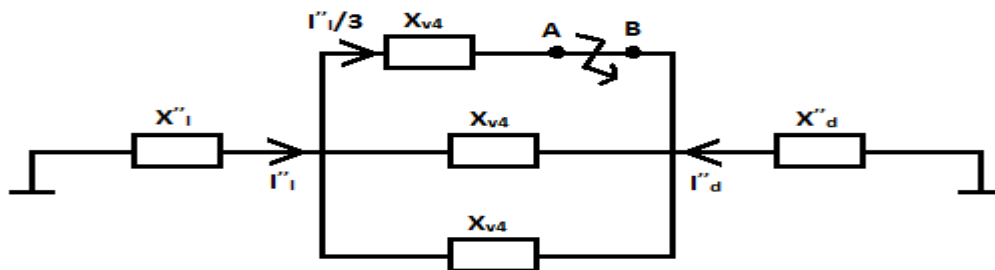 I"ₗ/3 Xᵥ₄ A B
X"ₗ Xᵥ₄ X"d
I"ₗ I"d
Xᵥ₄